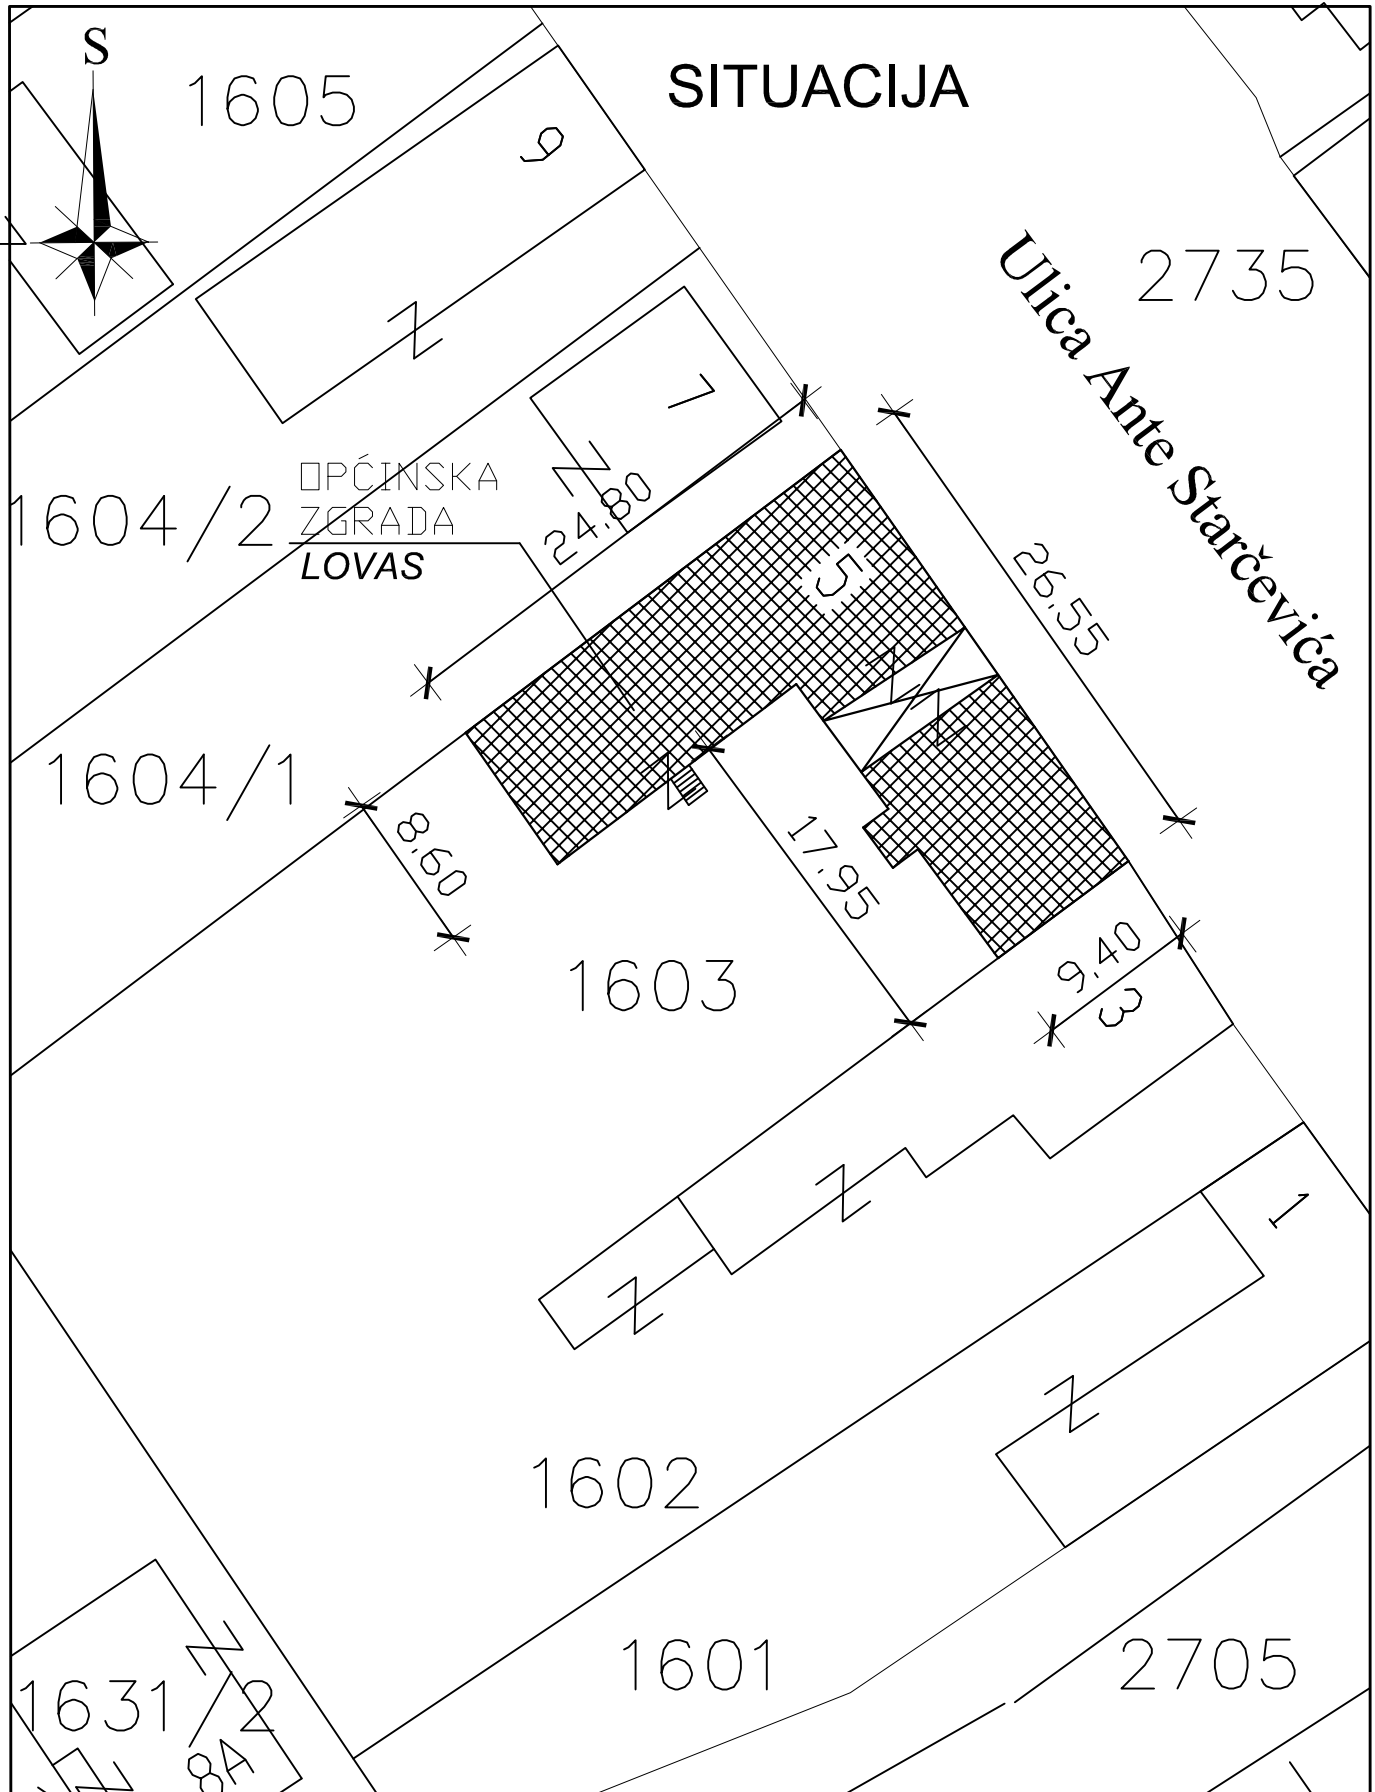 S
1605
SITUACIJA
9
2735
Ulica Ante Starčevića
7
Z
Z
OPĆINSKA
ZGRADA
LOVAS
1604/2
24.80
5
26.55
Z
Z
1604/1
Z
8.60
17.95
1603
9.40
3
Z
Z
1
Z
1602
1601
2705
Z
1631/2
8A
Z